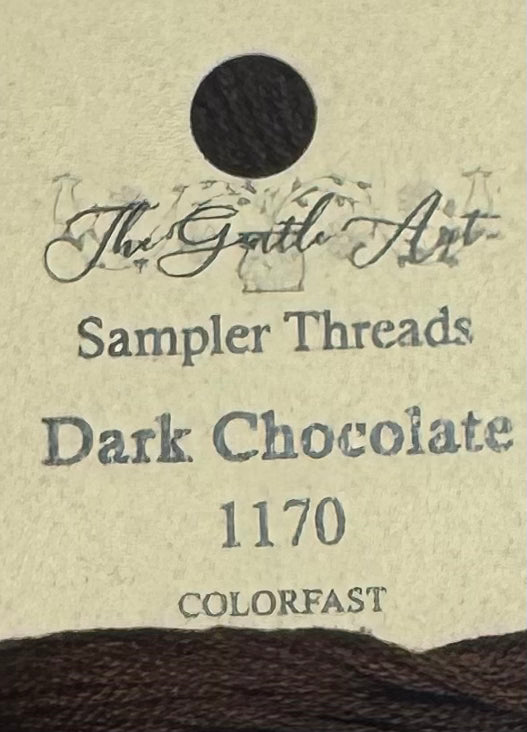 The Gentle Art
Sampler Threads
Dark Chocolate
1170
COLORFAST